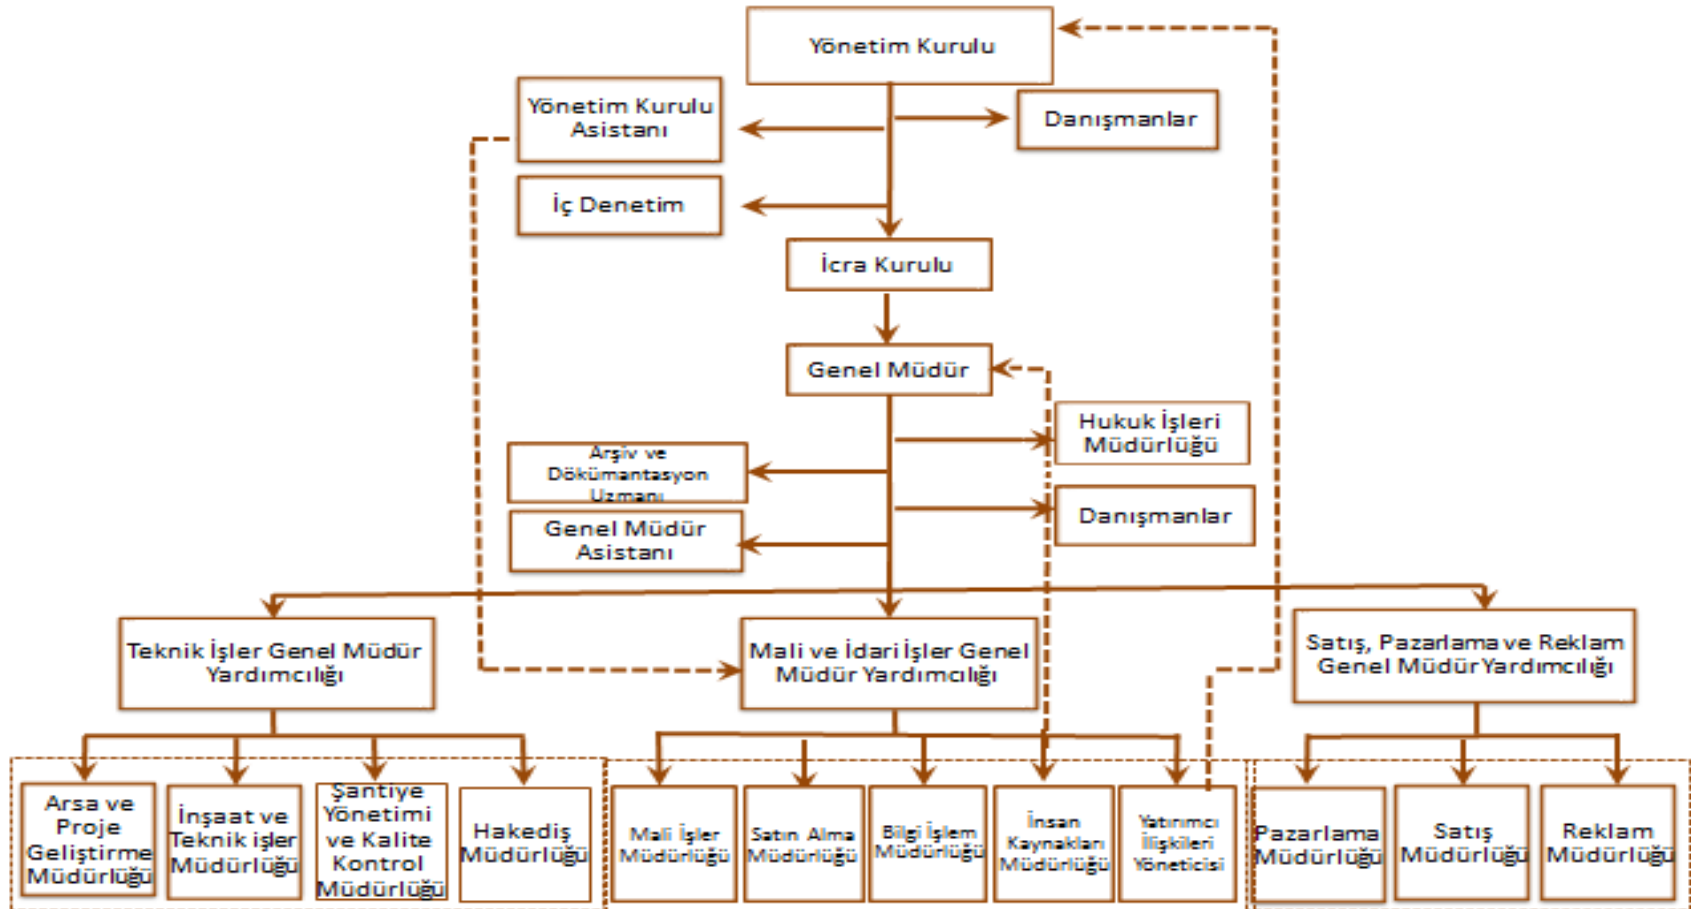 Yönetim Kurulu
Yönetim Kurulu
Asistanı
Danışmanlar
İç Denetim
İcra Kurulu
Genel Müdür
Hukuk İşleri
Müdürlüğü
Arşiv ve
Dökümantasyon
Uzmanı
Danışmanlar
Genel Müdür
Asistanı
Teknik İşler Genel Müdür
Yardımcılığı
Mali ve İdari İşler Genel
Müdür Yardımcılığı
Satış, Pazarlama ve Reklam
Genel Müdür Yardımcılığı
Arsa ve
Proje
Geliştirme
Müdürlüğü
İnşaat ve
Teknik işler
Müdürlüğü
Şantiye
Yönetimi
ve Kalite
Kontrol
Müdürlüğü
Hakediş
Müdürlüğü
Mali İşler
Müdürlüğü
Satın Alma
Müdürlüğü
Bilgi İşlem
Müdürlüğü
İnsan
Kaynakları
Müdürlüğü
Yatırımcı
İlişkileri
Yöneticisi
Pazarlama
Müdürlüğü
Satış
Müdürlüğü
Reklam
Müdürlüğü